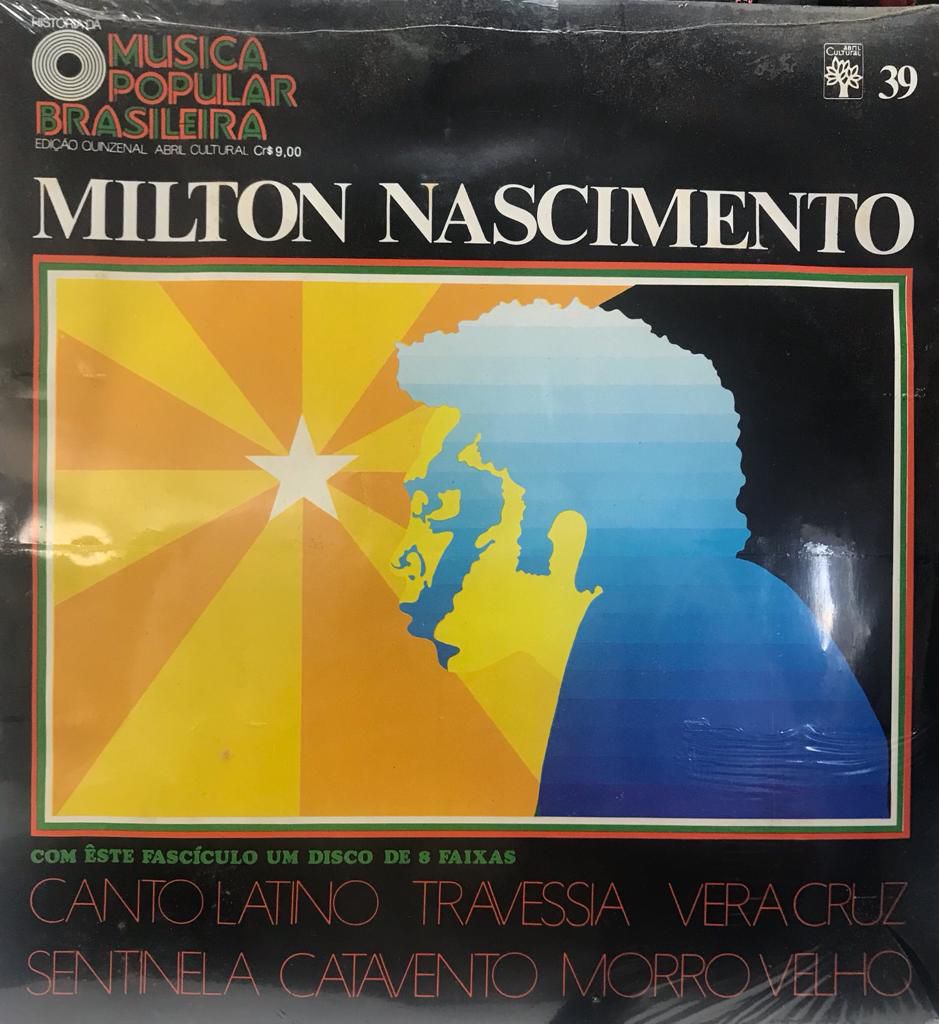 HISTÓRIA DA
MUSICA
POPULAR
BRASILEIRA
EDIÇÃO QUINZENAL ABRIL CULTURAL Cr$ 9,00
abril
Cultural
39
MILTON NASCIMENTO
COM ÊSTE FASCÍCULO UM DISCO DE 8 FAIXAS
CANTO LATINO TRAVESSIA VERA CRUZ
SENTINELA CATAVENTO MORRO VELHO